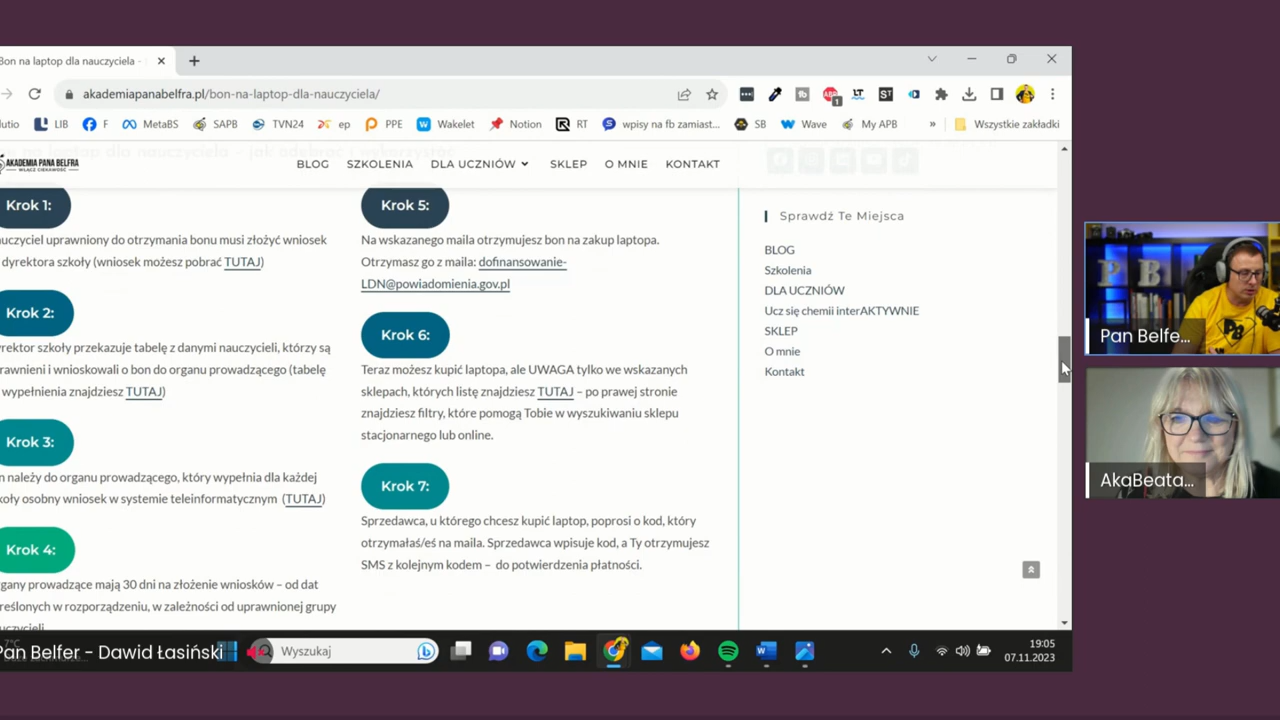 Bon na laptop dla nauczyciela -
akademiapanabelfra.pl/bon-na-laptop-dla-nauczyciela/
LIB
F
MetaBS
SAPB
TVN24
ep
PPE
Wakelet
Notion
RT
wpisy na fb zamiast...
SB
Wave
My APB
»
Wszystkie zakładki
AKADEMIA PANA BELFRA
WŁĄCZ CIEKAWOŚĆ
BLOG
SZKOLENIA
DLA UCZNIÓW
SKLEP
O MNIE
KONTAKT
Krok 1:
uczyciel uprawniony do otrzymania bonu musi złożyć wniosek
dyrektora szkoły (wniosek możesz pobrać TUTAJ)
Krok 2:
rektor szkoły przekazuje tabelę z danymi nauczycieli, którzy są
rawnieni i wnioskowali o bon do organu prowadzącego (tabelę
wypełnienia znajdziesz TUTAJ)
Krok 3:
n należy do organu prowadzącego, który wypełnia dla każdej
koły osobny wniosek w systemie teleinformatycznym (TUTAJ)
Krok 4:
gany prowadzące mają 30 dni na złożenie wniosków – od dat
reślonych w rozporządzeniu, w zależności od uprawnionej grupy
uczycieli
Krok 5:
Na wskazanego maila otrzymujesz bon na zakup laptopa.
Otrzymasz go z maila: dofinansowanie-
LDN@powiadomienia.gov.pl
Krok 6:
Teraz możesz kupić laptopa, ale UWAGA tylko we wskazanych
sklepach, których listę znajdziesz TUTAJ – po prawej stronie
znajdziesz filtry, które pomogą Tobie w wyszukiwaniu sklepu
stacjonarnego lub online.
Krok 7:
Sprzedawca, u którego chcesz kupić laptop, poprosi o kod, który
otrzymałaś/eś na maila. Sprzedawca wpisuje kod, a Ty otrzymujesz
SMS z kolejnym kodem – do potwierdzenia płatności.
Sprawdź Te Miejsca
BLOG
Szkolenia
DLA UCZNIÓW
Ucz się chemii interAKTYWNIE
SKLEP
O mnie
Kontakt
Pan Belfe...
AkaBeata...
Pan Belfer - Dawid Łasiński
Wyszukaj
19:05
07.11.2023